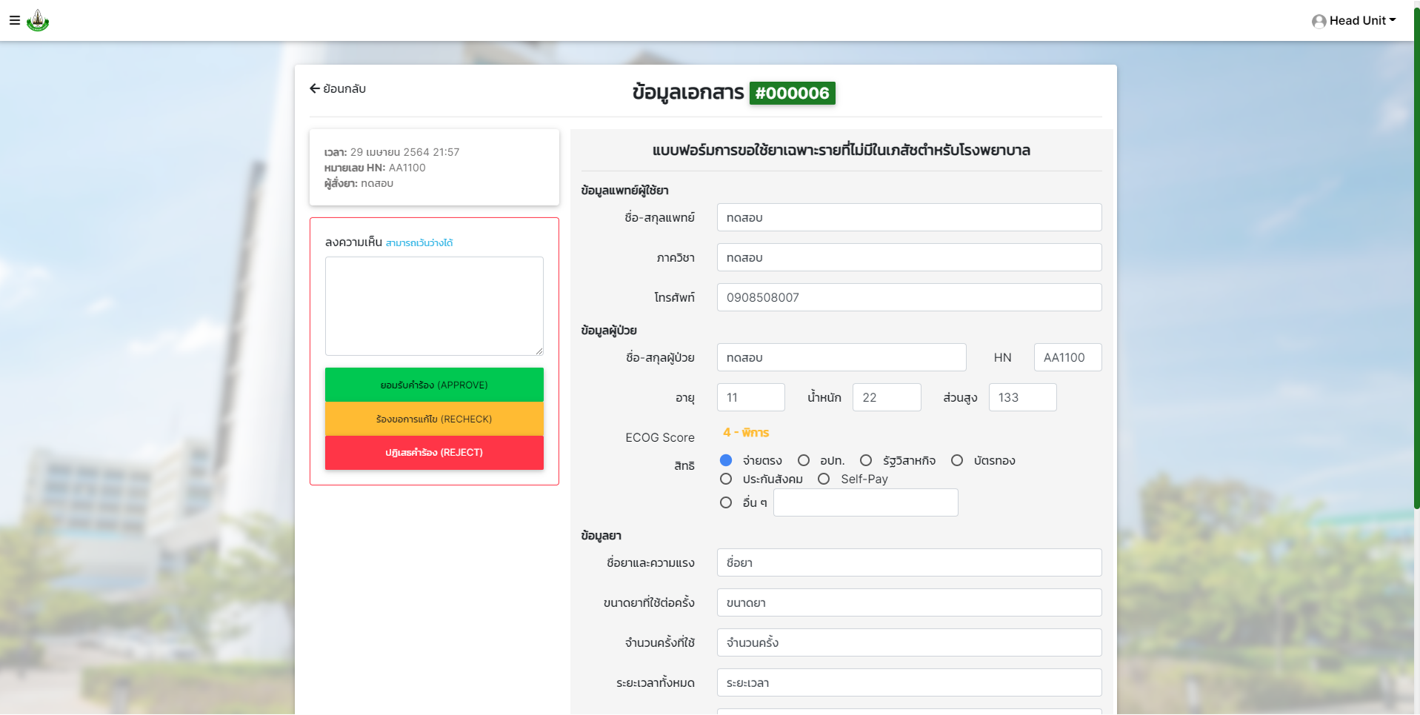 Head Unit
ย้อนกลับ
ข้อมูลเอกสาร #000006
เวลา: 29 เมษายน 2564 21:57
หมายเลข HN: AA1100
ผู้สั่งยา: ทดสอบ
ลงความเห็น สามารถเว้นว่างได้
ยอมรับคำร้อง (APPROVE)
ร้องขอการแก้ไข (RECHECK)
ปฏิเสธคำร้อง (REJECT)
แบบฟอร์มการขอใช้ยาเฉพาะรายที่ไม่มีในเภสัชตำหรับโรงพยาบาล
ข้อมูลแพทย์ผู้ใช้ยา
ชื่อ-สกุลแพทย์ ทดสอบ
ภาควิชา ทดสอบ
โทรศัพท์ 0908508007
ข้อมูลผู้ป่วย
ชื่อ-สกุลผู้ป่วย ทดสอบ HN AA1100
อายุ 11 น้ำหนัก 22 ส่วนสูง 133
ECOG Score 4 - พิการ
สิทธิ จ่ายตรง อปท. รัฐวิสาหกิจ บัตรทอง
ประกันสังคม Self-Pay
อื่น ๆ
ข้อมูลยา
ชื่อยาและความแรง ชื่อยา
ขนาดยาที่ใช้ต่อครั้ง ขนาดยา
จำนวนครั้งที่ใช้ จำนวนครั้ง
ระยะเวลาทั้งหมด ระยะเวลา